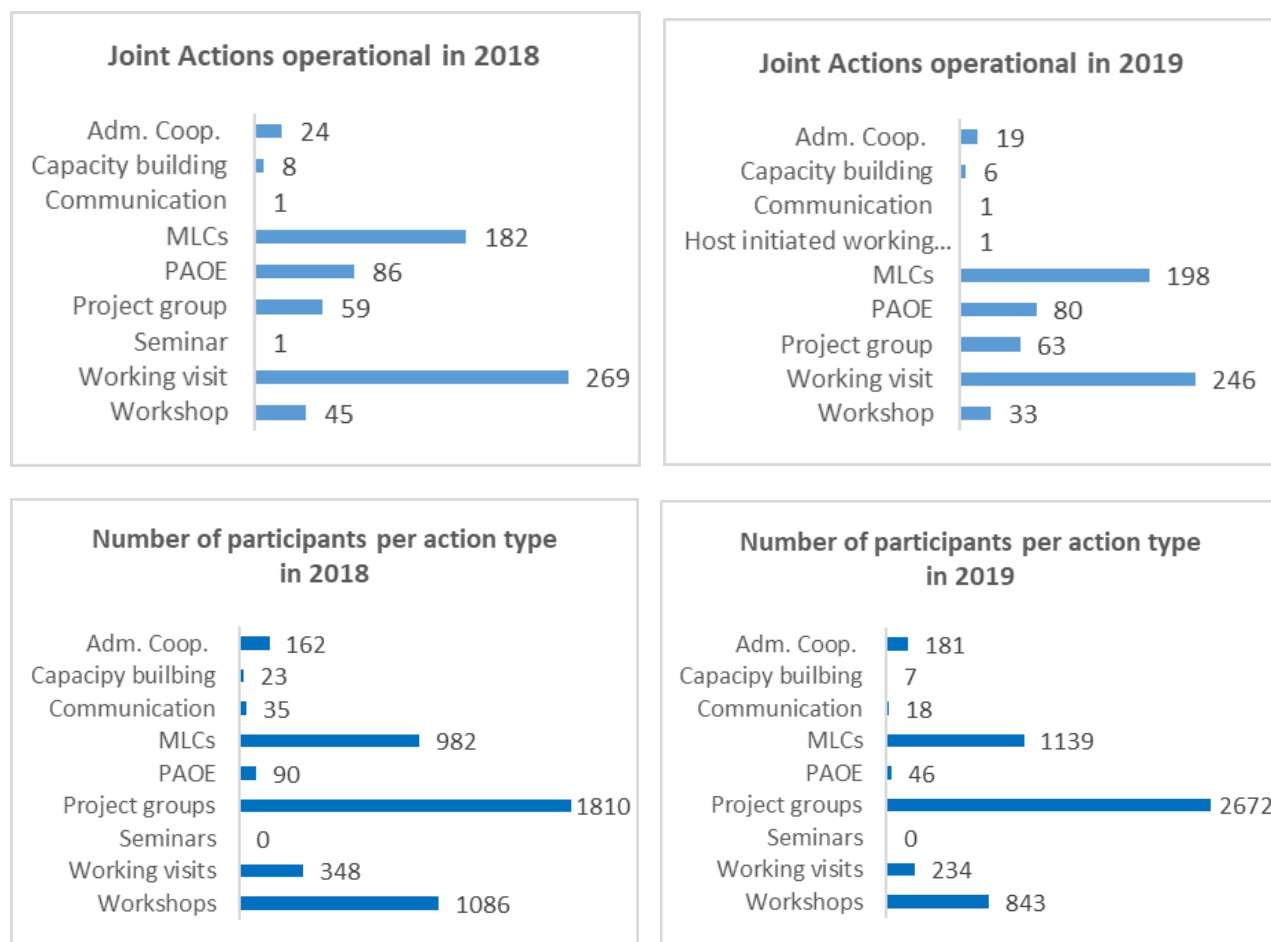 Joint Actions operational in 2018
Adm. Coop. 24
Capacity building 8
Communication 1
MLCs 182
PAOE 86
Project group 59
Seminar 1
Working visit 269
Workshop 45
Joint Actions operational in 2019
Adm. Coop. 19
Capacity building 6
Communication 1
Host initiated working... 1
MLCs 198
PAOE 80
Project group 63
Working visit 246
Workshop 33
Number of participants per action type
in 2018
Adm. Coop. 162
Capacipy builbing 23
Communication 35
MLCs 982
PAOE 90
Project groups 1810
Seminars 0
Working visits 348
Workshops 1086
Number of participants per action type
in 2019
Adm. Coop. 181
Capacipy builbing 7
Communication 18
MLCs 1139
PAOE 46
Project groups 2672
Seminars 0
Working visits 234
Workshops 843